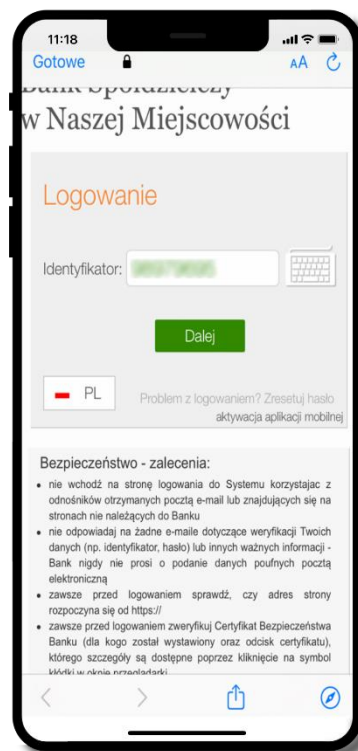 11:18
Gotowe AA
Bank Spółdzielczy
w Naszej Miejscowości
Logowanie
Identyfikator:
Dalej
PL
Problem z logowaniem? Zresetuj hasło
aktywacja aplikacji mobilnej
Bezpieczeństwo - zalecenia:
• nie wchodź na stronę logowania do Systemu korzystajac z
odnośników otrzymanych pocztą e-mail lub znajdujących się na
stronach nie należących do Banku
• nie odpowiadaj na żadne e-maile dotyczące weryfikacji Twoich
danych (np. identyfikator, hasło) lub innych ważnych informacji -
Bank nigdy nie prosi o podanie danych poufnych pocztą
elektroniczną
• zawsze przed logowaniem sprawdź, czy adres strony
rozpoczyna się od https://
• zawsze przed logowaniem zweryfikuj Certyfikat Bezpieczeństwa
Banku (dla kogo został wystawiony oraz odcisk certyfikatu),
którego szczegóły są dostępne poprzez kliknięcie na symbol
kłódki w oknie przeglądarki